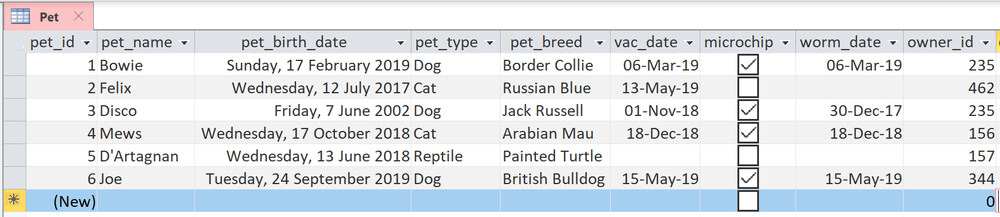 Pet
pet_id pet_name pet_birth_date pet_type pet_breed vac_date microchip worm_date owner_id
1 Bowie Sunday, 17 February 2019 Dog Border Collie 06-Mar-19 06-Mar-19 235
2 Felix Wednesday, 12 July 2017 Cat Russian Blue 13-May-19 462
3 Disco Friday, 7 June 2002 Dog Jack Russell 01-Nov-18 30-Dec-17 235
4 Mews Wednesday, 17 October 2018 Cat Arabian Mau 18-Dec-18 18-Dec-18 156
5 D'Artagnan Wednesday, 13 June 2018 Reptile Painted Turtle 157
6 Joe Tuesday, 24 September 2019 Dog British Bulldog 15-May-19 15-May-19 344
(New) 0